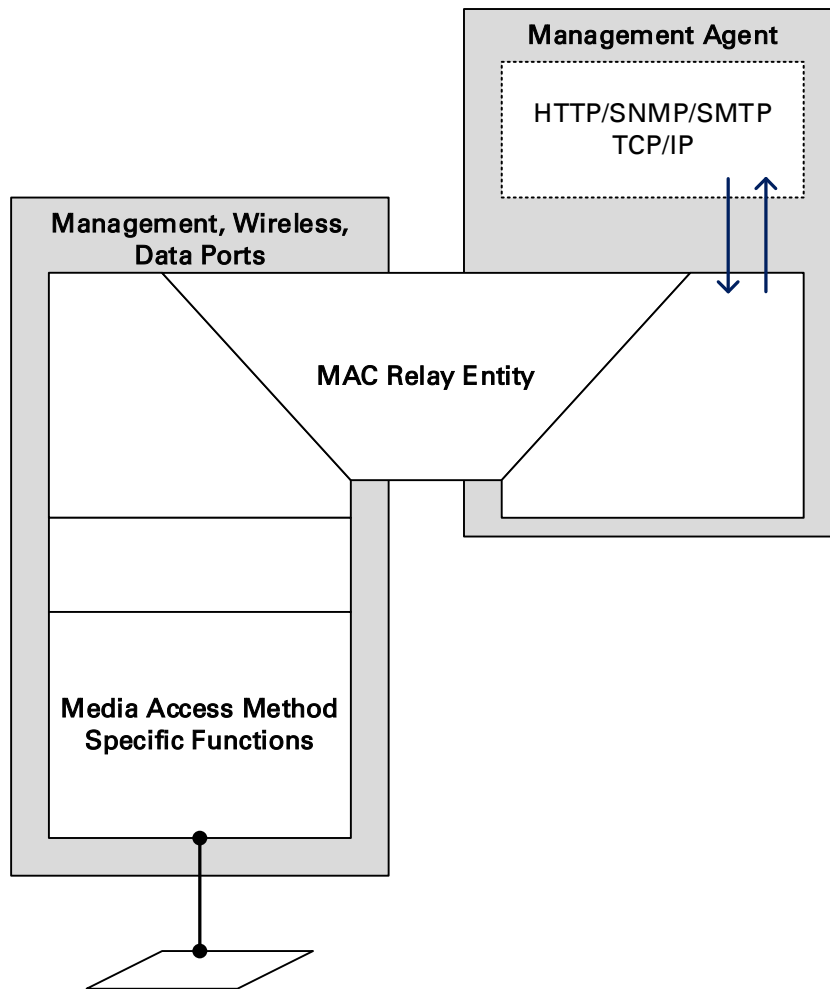 Management Agent
HTTP/SNMP/SMTP
TCP/IP
Management, Wireless,
Data Ports
MAC Relay Entity
Media Access Method
Specific Functions